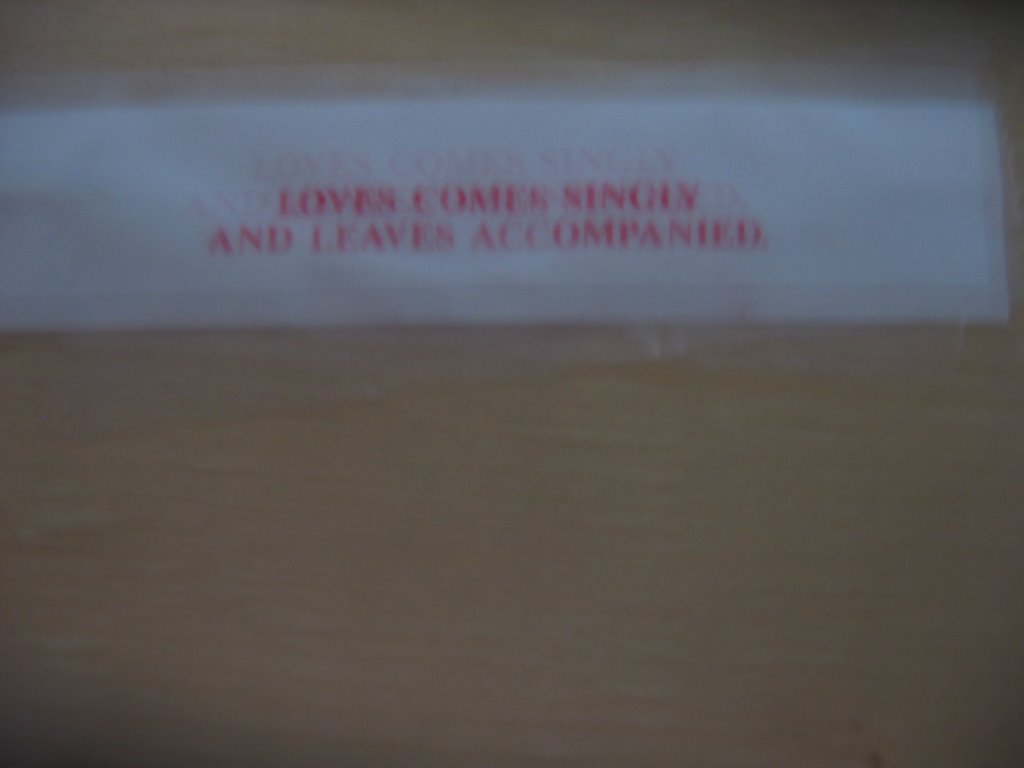 LOVES COMES SINGLY
AND LEAVES ACCOMPANIED.